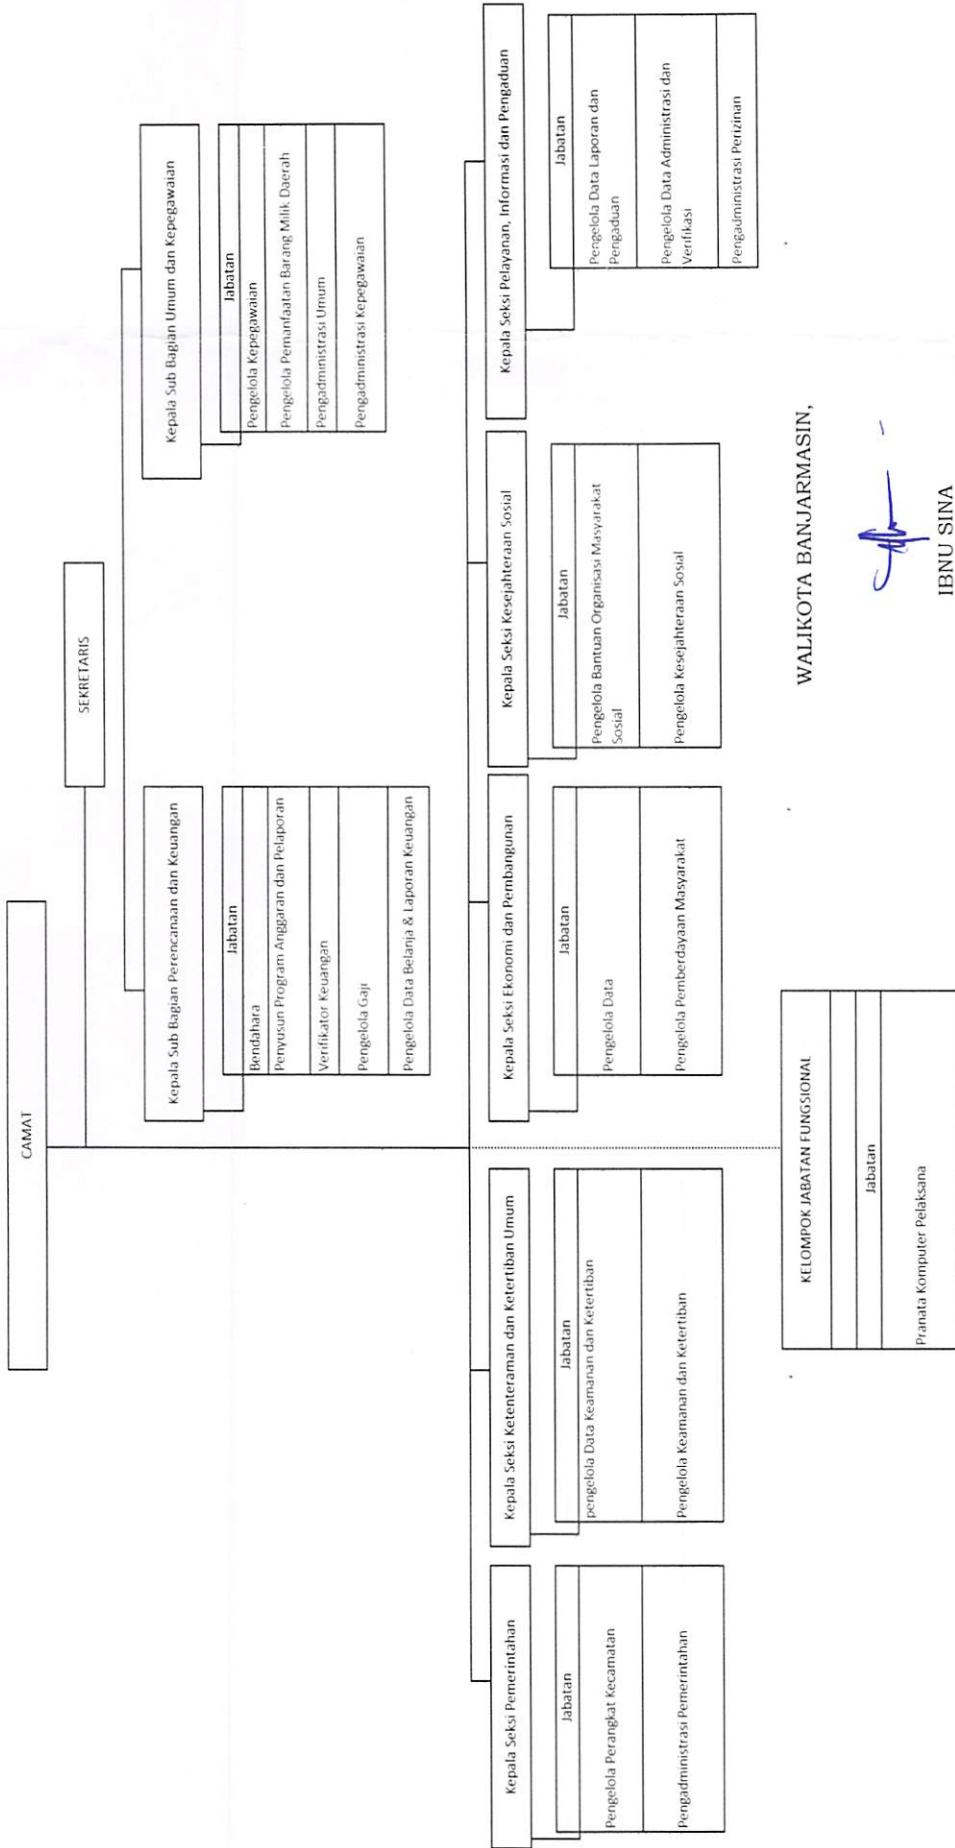 CAMAT
SEKRETARIS
Kepala Sub Bagian Perencanaan dan Keuangan
Jabatan
Bendahara
Penyusun Program Anggaran dan Pelaporan
Verifikator Keuangan
Pengelola Gaji
Pengelola Data Belanja & Laporan Keuangan
Kepala Sub Bagian Umum dan Kepegawaian
Jabatan
Pengelola Kepegawaian
Pengelola Pemanfaatan Barang Milik Daerah
Pengadministrasi Umum
Pengadministrasi Kepegawaian
Kepala Seksi Pemerintahan
Jabatan
Pengelola Perangkat Kecamatan
Pengadministrasi Pemerintahan
Kepala Seksi Ketenteraman dan Ketertiban Umum
Jabatan
pengelola Data Keamanan dan Ketertiban
Pengelola Keamanan dan Ketertiban
Kepala Seksi Ekonomi dan Pembangunan
Jabatan
Pengelola Data
Pengelola Pemberdayaan Masyarakat
Kepala Seksi Kesejahteraan Sosial
Jabatan
Pengelola Bantuan Organisasi Masyarakat
Sosial
Pengelola Kesejahteraan Sosial
Kepala Seksi Pelayanan, Informasi dan Pengaduan
Jabatan
Pengelola Data Laporan dan
Pengaduan
Pengelola Data Administrasi dan
Verifikasi
Pengadministrasi Perizinan
KELOMPOK JABATAN FUNGSIONAL
Jabatan
Pranata Komputer Pelaksana
WALIKOTA BANJARMASIN,
IBNU SINA